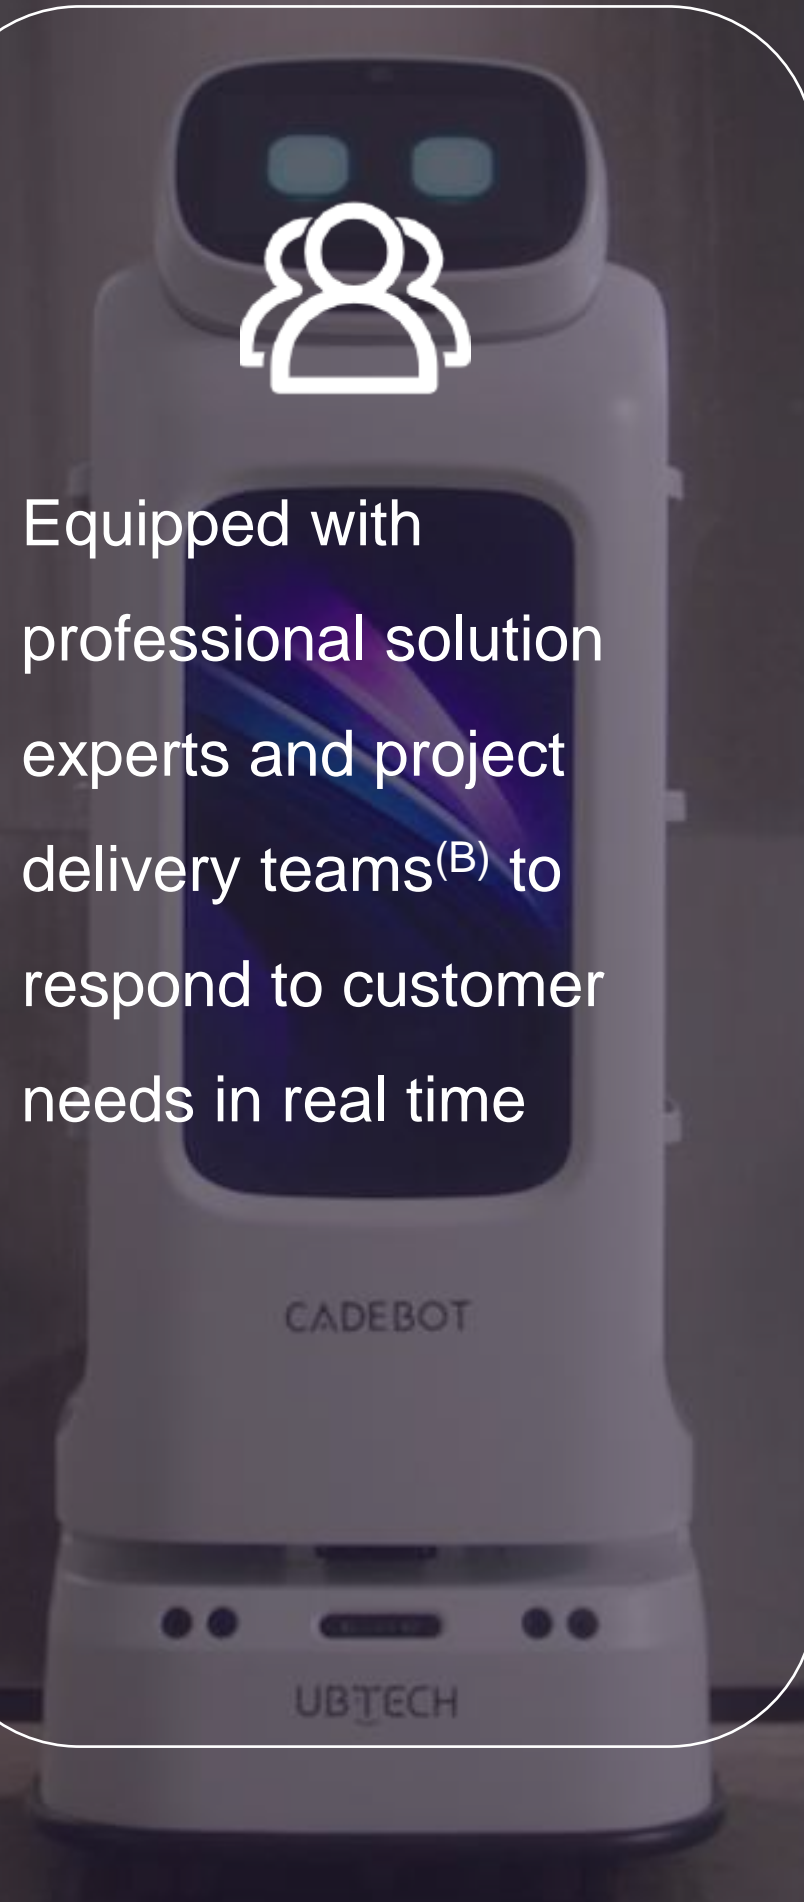 Equipped with
professional solution
experts and project
delivery teams(B) to
respond to customer
needs in real time
CADEBOT
UBTECH